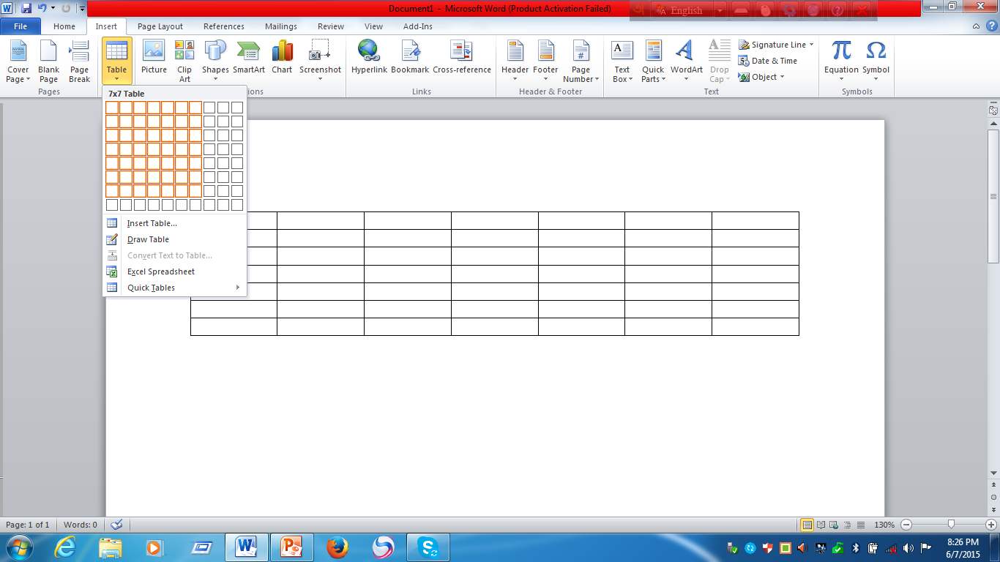 Document1 - Microsoft Word (Product Activation Failed)
English
File Home Insert Page Layout References Mailings Review View Add-Ins
Cover Page
Blank Page
Page Break
Table
Picture
Clip Art
Shapes
SmartArt
Chart
Screenshot
Hyperlink
Bookmark
Cross-reference
Header
Footer
Page Number
Text Box
Quick Parts
WordArt
Drop Cap
Signature Line
Date & Time
Object
Equation
Symbol
Pages
ions
Links
Header & Footer
Text
Symbols
7x7 Table
Insert Table...
Draw Table
Convert Text to Table...
Excel Spreadsheet
Quick Tables
Page: 1 of 1 Words: 0 130%
8:26 PM
6/7/2015